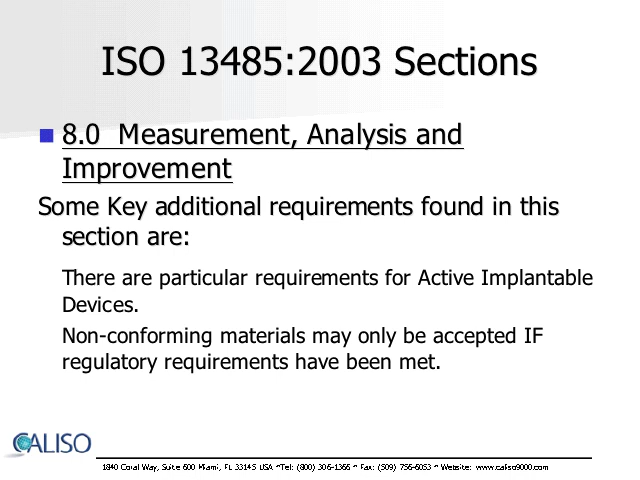 ISO 13485:2003 Sections
8.0 Measurement, Analysis and
Improvement
Some Key additional requirements found in this
section are:
There are particular requirements for Active Implantable
Devices.
Non-conforming materials may only be accepted IF
regulatory requirements have been met.
CALISO
1840 Coral Way, Suite 600 Miami, FL 33145 USA ~Tel: (800) 306-1366 ~ Fax: (509) 756-6053 ~ Website: www.caliso9000.com